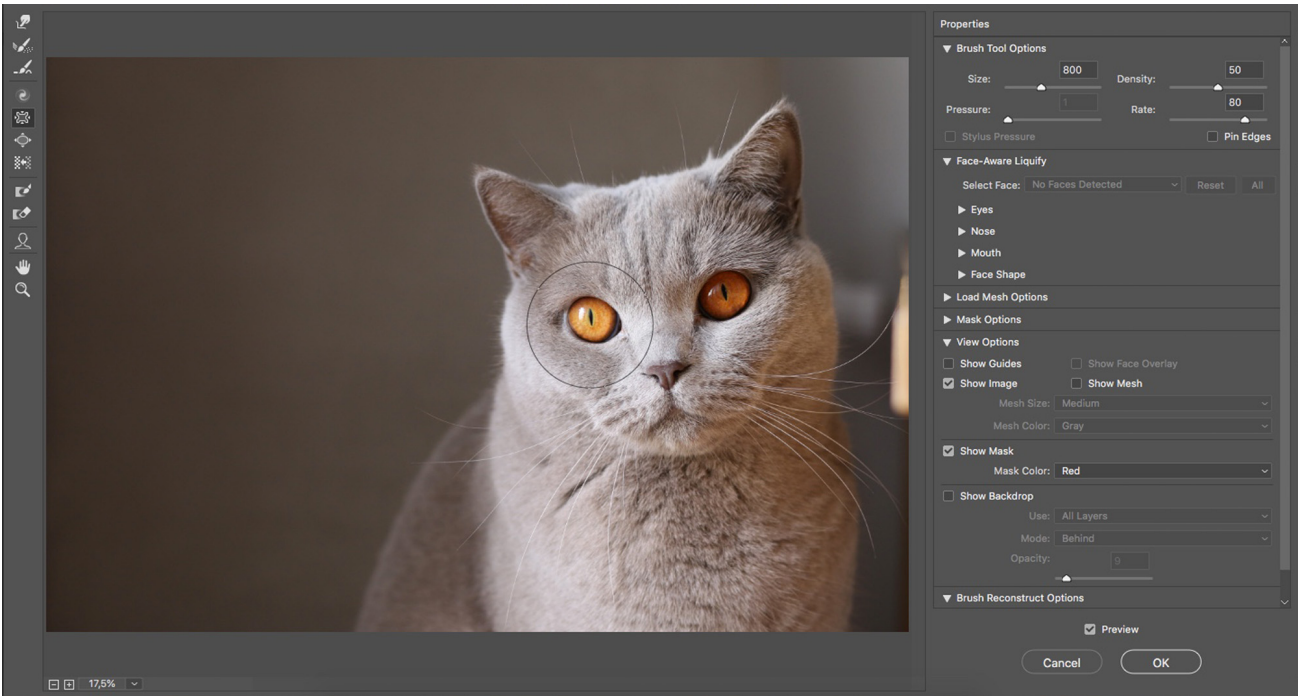 Properties
Brush Tool Options
Size: 800 Density: 50
Pressure: 1 Rate: 80
Stylus Pressure Pin Edges
Face-Aware Liquify
Select Face: No Faces Detected Reset All
Eyes
Nose
Mouth
Face Shape
Load Mesh Options
Mask Options
View Options
Show Guides Show Face Overlay
Show Image Show Mesh
Mesh Size: Medium
Mesh Color: Gray
Show Mask
Mask Color: Red
Show Backdrop
Use: All Layers
Mode: Behind
Opacity: 9
Brush Reconstruct Options
Preview
Cancel OK
17,5%